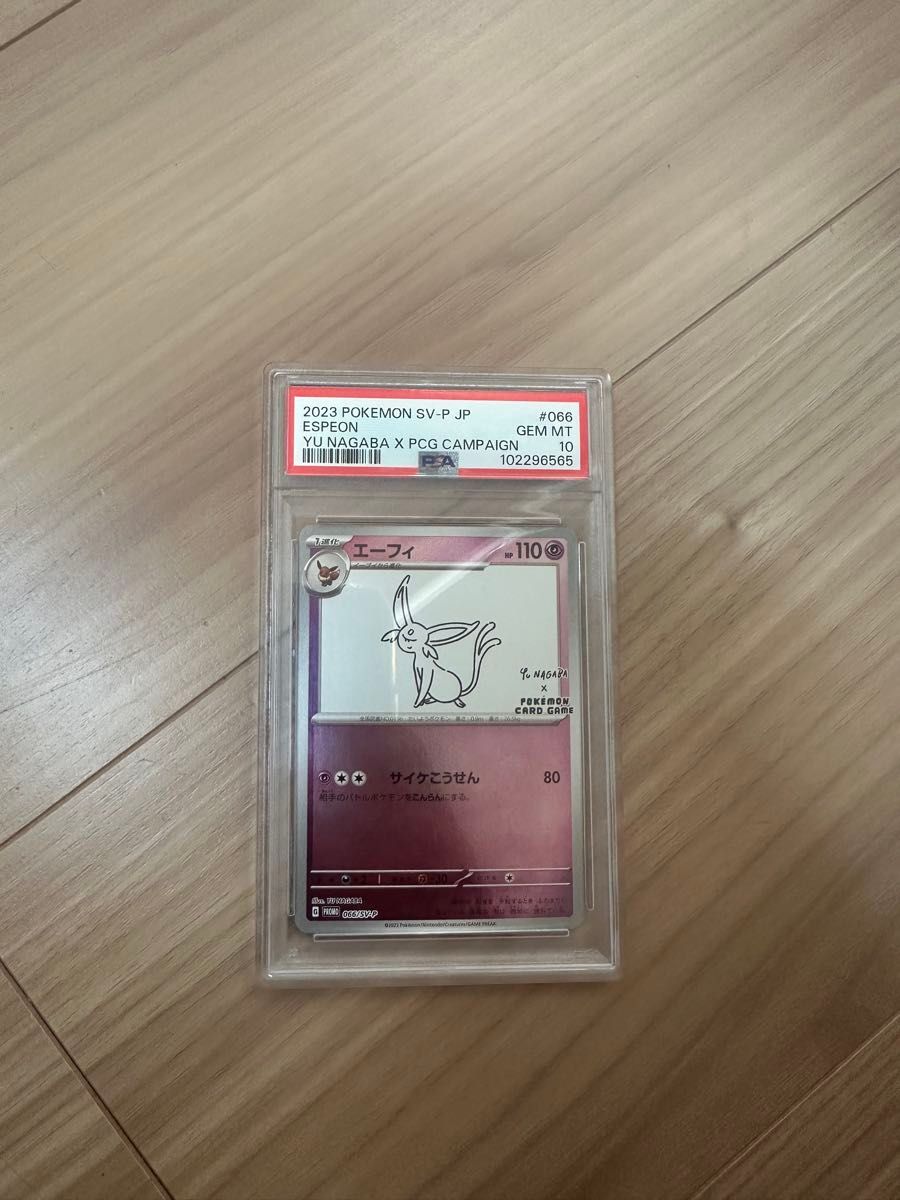 2023 POKEMON SV-P JP #066
ESPEON GEM MT
YU NAGABA X PCG CAMPAIGN 10
102296565
PSA
1進化
エーフィ
HP 110
イーブイから進化
YU NAGABA
×
POKÉMON
CARD GAME
サイケこうせん 80
相手のバトルポケモンをこんらんにする。
×2
-30
Illus. YU NAGABA
G PROMO 066/SV-P
©2023 Pokémon/Nintendo/Creatures/GAME FREAK